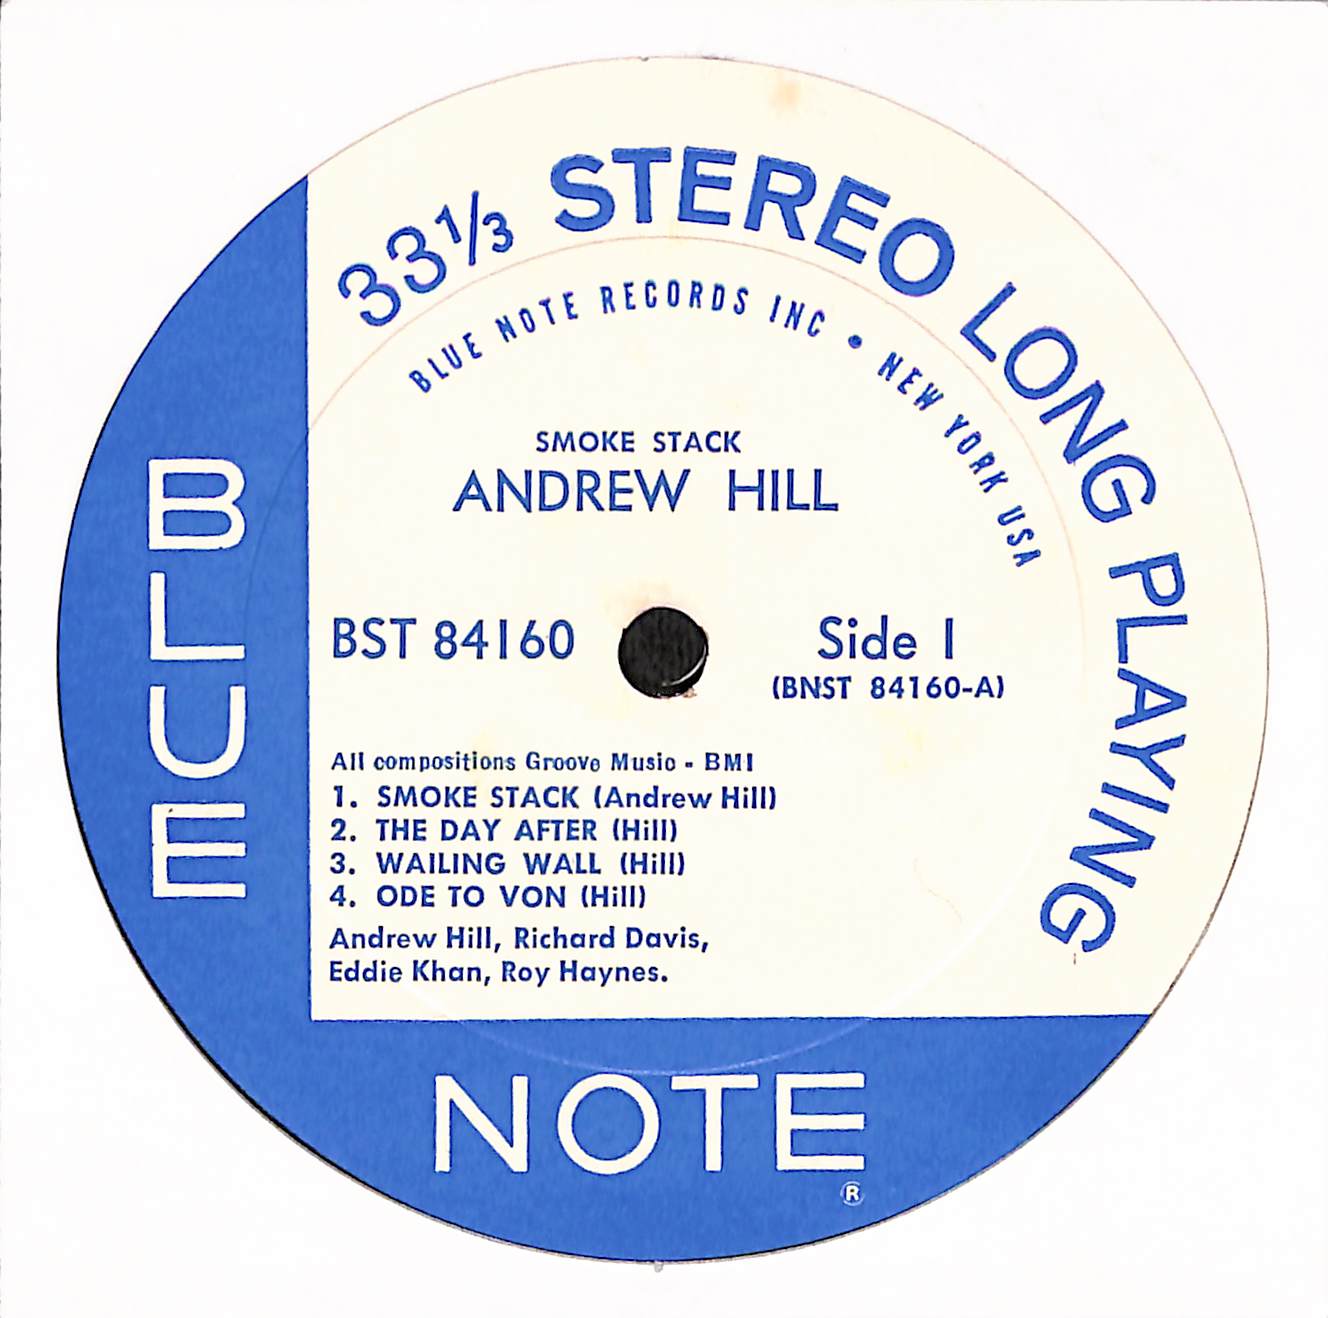 33⅓ STEREO LONG PLAYING
BLUE NOTE RECORDS INC • NEW YORK USA
SMOKE STACK
ANDREW HILL
BST 84160
Side 1
(BNST 84160-A)
All compositions Groove Music - BMI
1. SMOKE STACK (Andrew Hill)
2. THE DAY AFTER (Hill)
3. WAILING WALL (Hill)
4. ODE TO VON (Hill)
Andrew Hill, Richard Davis,
Eddie Khan, Roy Haynes.
BLUE
NOTE
®